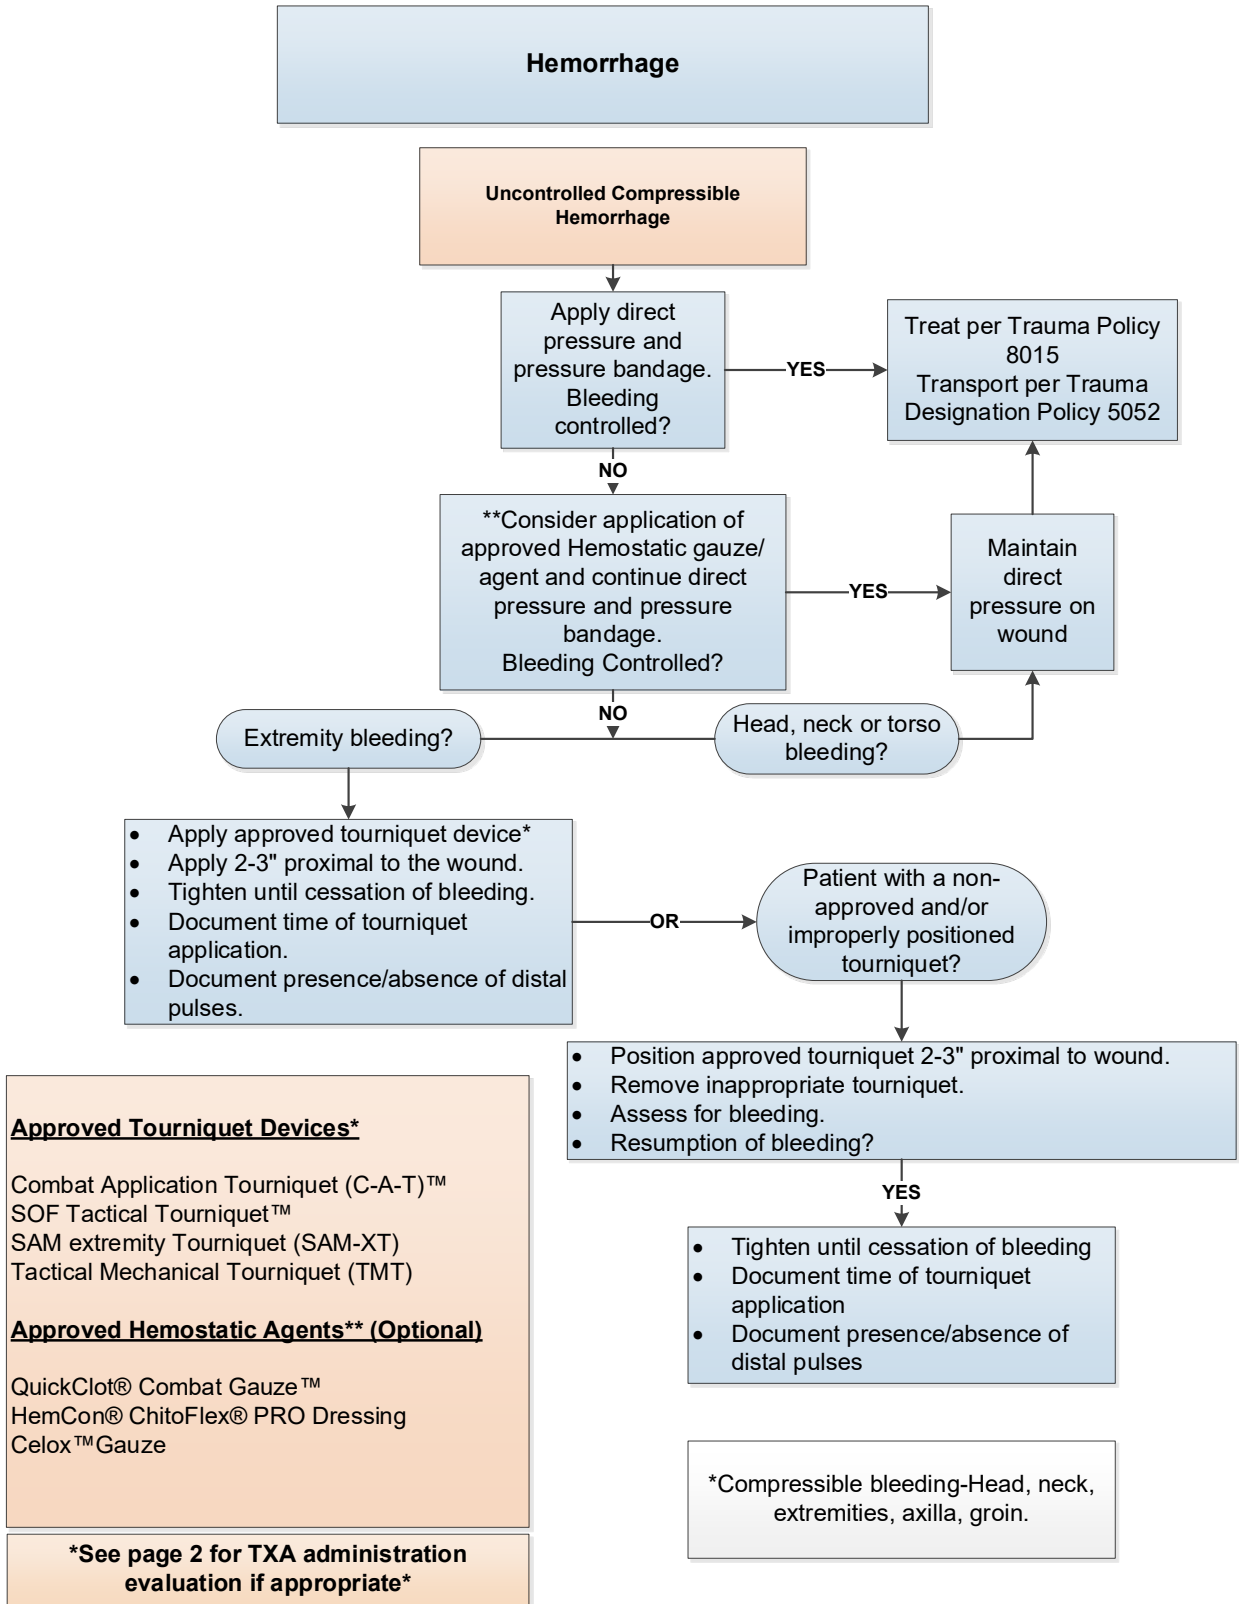 Hemorrhage
Uncontrolled Compressible
Hemorrhage
Apply direct
pressure and
pressure bandage.
Bleeding
controlled?
YES
Treat per Trauma Policy
8015
Transport per Trauma
Designation Policy 5052
NO
**Consider application of
approved Hemostatic gauze/
agent and continue direct
pressure and pressure
bandage.
Bleeding Controlled?
YES
Maintain
direct
pressure on
wound
NO
Extremity bleeding?
Head, neck or torso
bleeding?
• Apply approved tourniquet device*
• Apply 2-3" proximal to the wound.
• Tighten until cessation of bleeding.
• Document time of tourniquet
application.
• Document presence/absence of distal
pulses.
OR
Patient with a non-
approved and/or
improperly positioned
tourniquet?
• Position approved tourniquet 2-3" proximal to wound.
• Remove inappropriate tourniquet.
• Assess for bleeding.
• Resumption of bleeding?
YES
• Tighten until cessation of bleeding
• Document time of tourniquet
application
• Document presence/absence of
distal pulses
Approved Tourniquet Devices*
Combat Application Tourniquet (C-A-T)™
SOF Tactical Tourniquet™
SAM extremity Tourniquet (SAM-XT)
Tactical Mechanical Tourniquet (TMT)
Approved Hemostatic Agents** (Optional)
QuickClot® Combat Gauze™
HemCon® ChitoFlex® PRO Dressing
Celox™Gauze
*See page 2 for TXA administration
evaluation if appropriate*
*Compressible bleeding-Head, neck,
extremities, axilla, groin.